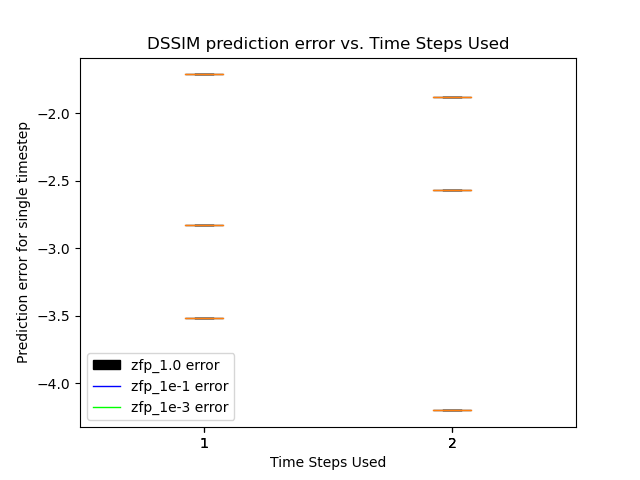 DSSIM prediction error vs. Time Steps Used
Prediction error for single timestep
−2.0
−2.5
−3.0
−3.5
−4.0
zfp_1.0 error
zfp_1e-1 error
zfp_1e-3 error
1
2
Time Steps Used